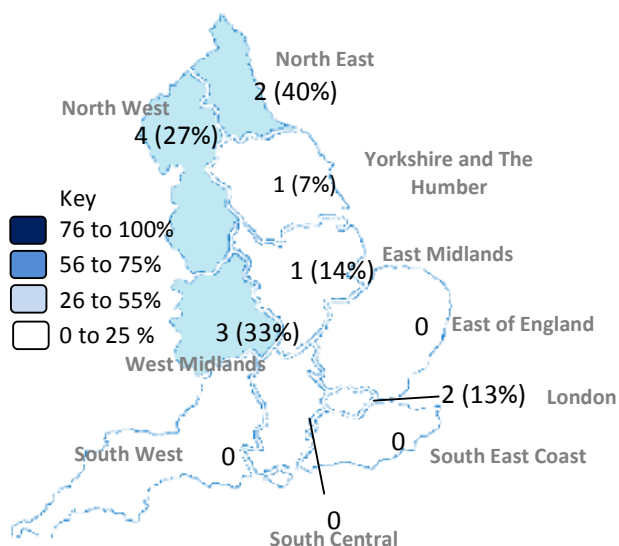 North East
2 (40%)
North West
4 (27%)
Yorkshire and The
Humber
1 (7%)
Key
76 to 100%
56 to 75%
26 to 55%
0 to 25 %
East Midlands
1 (14%)
0
East of England
3 (33%)
West Midlands
2 (13%)
London
South West
0
0
South East Coast
0
South Central